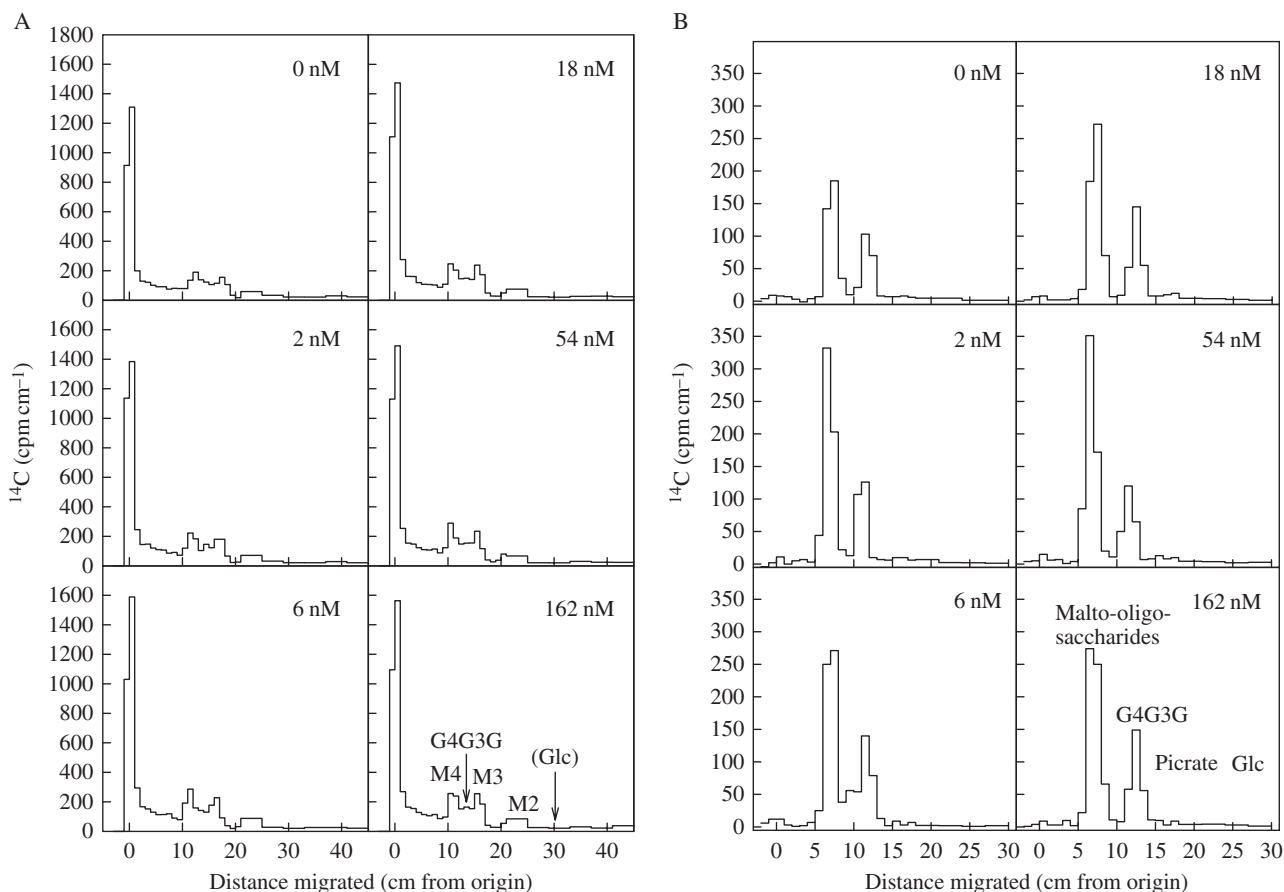 A
B
1800
1600
1400
1200
1000
800
600
400
200
0
0 nM
18 nM
350
300
250
200
150
100
50
0
0 nM
18 nM
1600
1400
1200
1000
800
600
400
200
0
2 nM
54 nM
350
300
250
200
150
100
50
0
2 nM
54 nM
¹⁴C (cpm cm⁻¹)
¹⁴C (cpm cm⁻¹)
1600
1400
1200
1000
800
600
400
200
0
6 nM
162 nM
G4G3G
(Glc)
M4
M3
M2
350
300
250
200
150
100
50
0
6 nM
162 nM
Malto-oligo-
saccharides
G4G3G
Picrate Glc
0 10 20 30 40 0 10 20 30 40
0 5 10 15 20 25 30 0 5 10 15 20 25 30
Distance migrated (cm from origin)
Distance migrated (cm from origin)